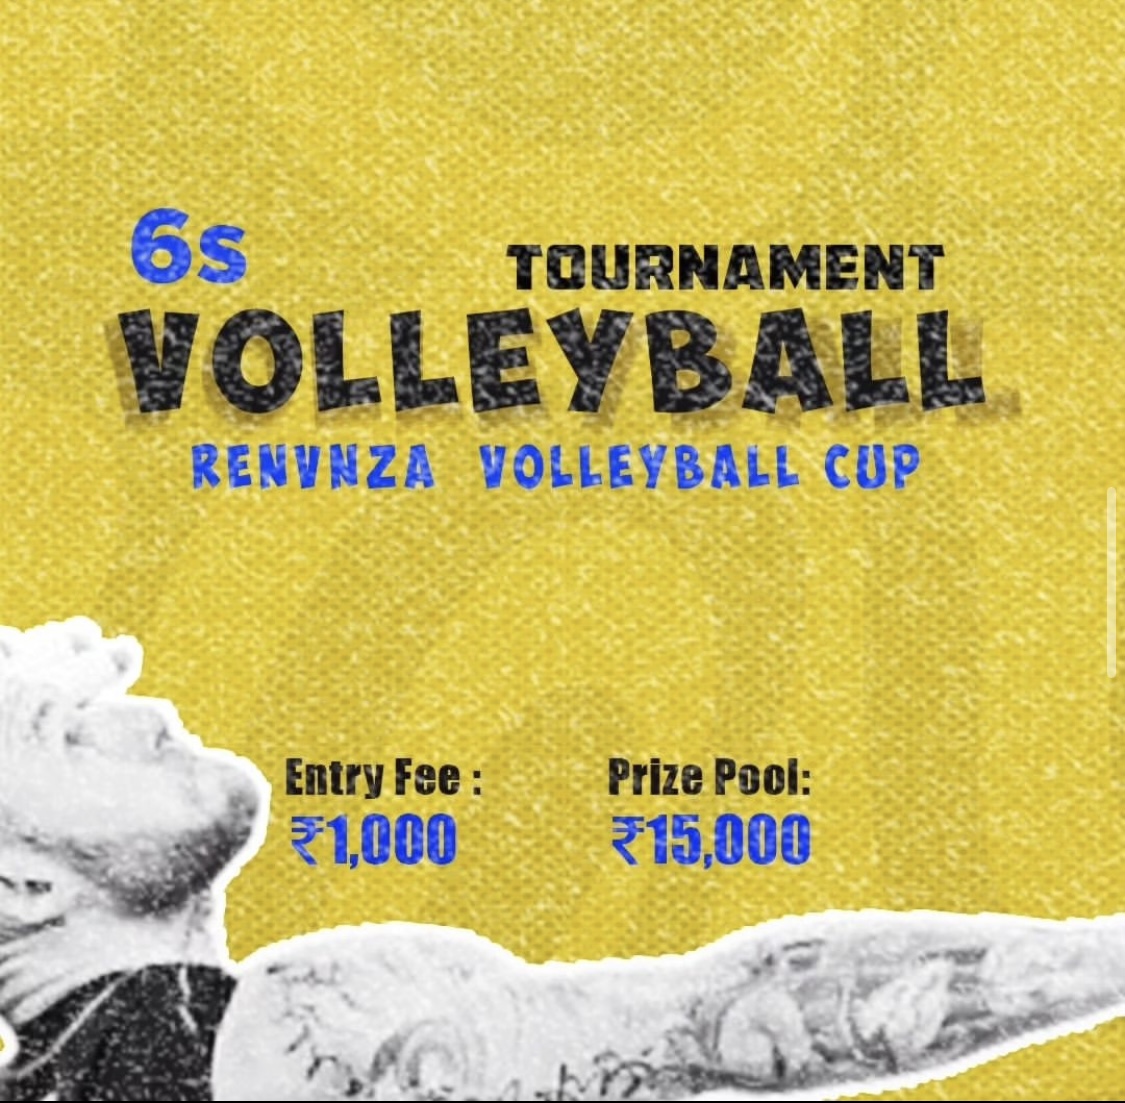 6s
TOURNAMENT
VOLLEYBALL
RENVNZA VOLLEYBALL CUP
Entry Fee :
₹1,000
Prize Pool:
₹15,000